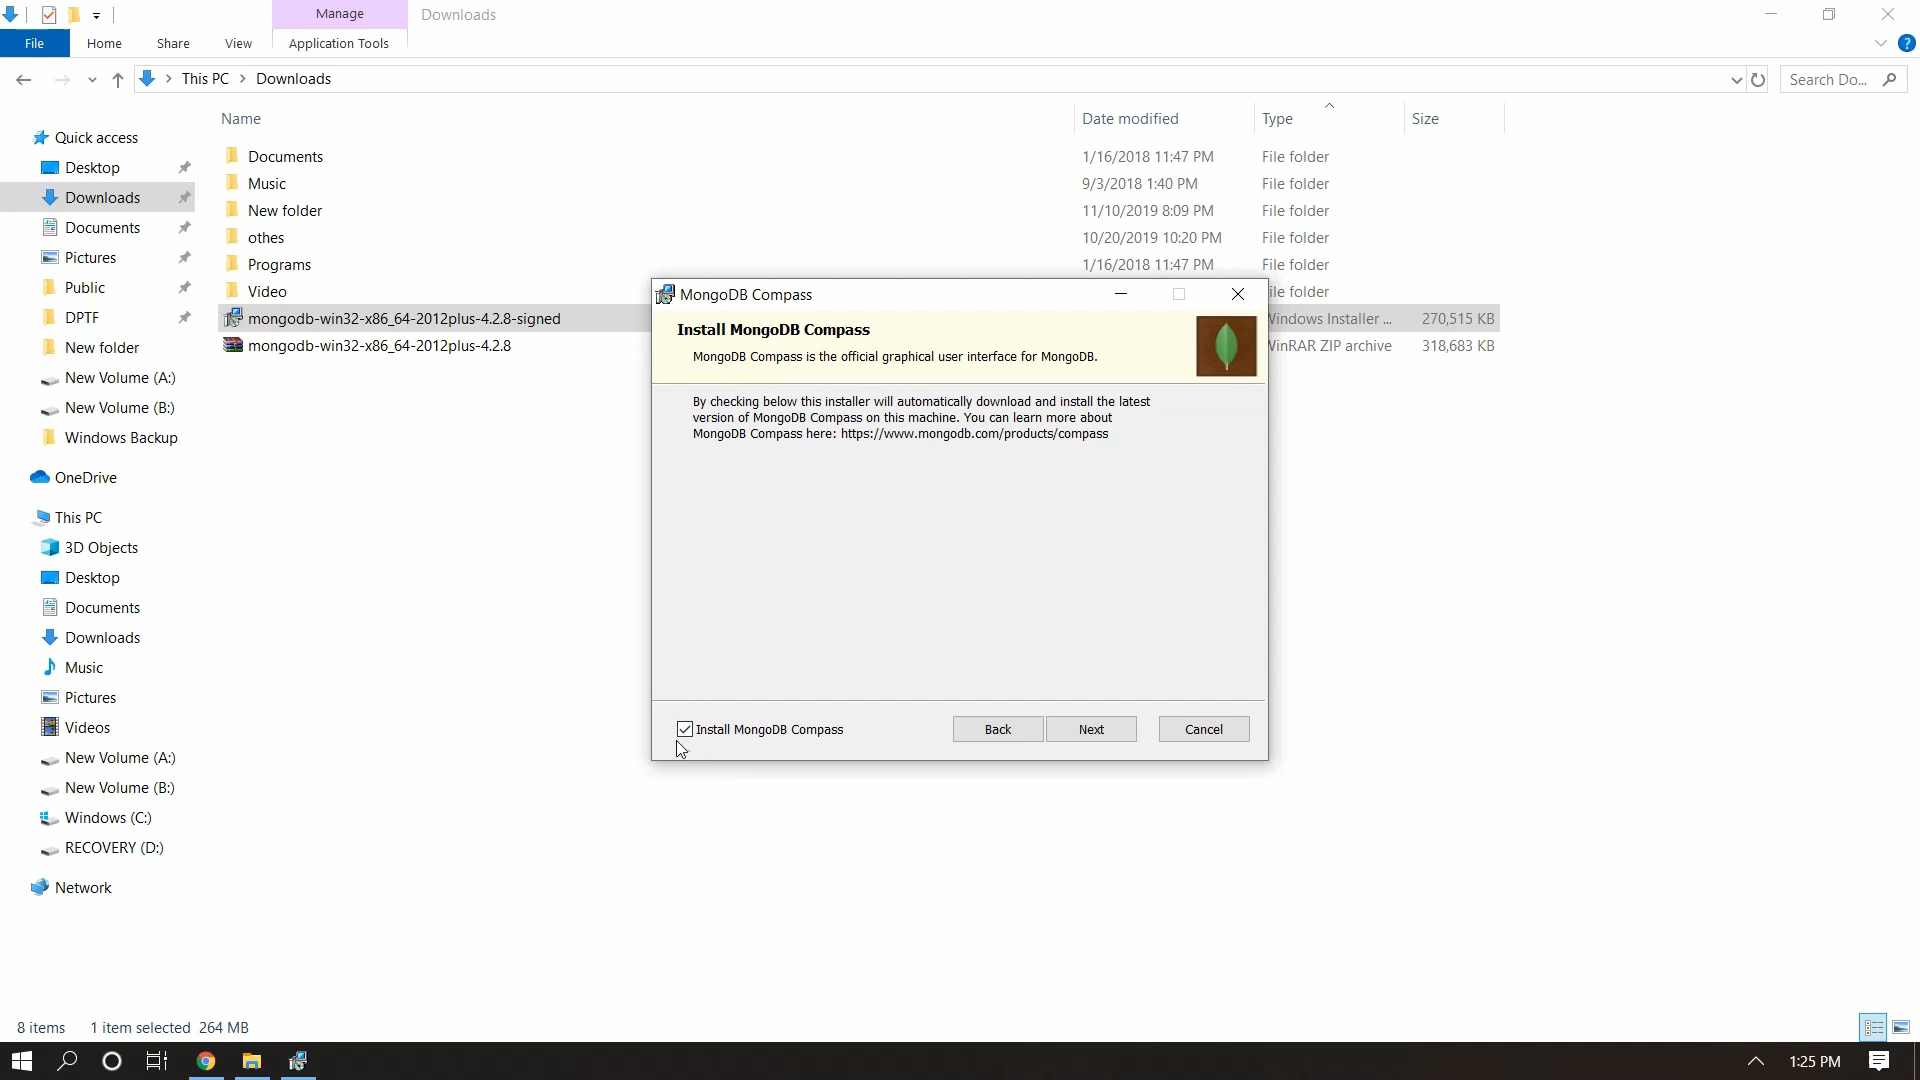 Manage
Downloads
File
Home
Share
View
Application Tools
This PC
Downloads
Search Do...
Name
Date modified
Type
Size
Quick access
Desktop
Downloads
Documents
Pictures
Public
DPTF
New folder
New Volume (A:)
New Volume (B:)
Windows Backup
OneDrive
This PC
3D Objects
Desktop
Documents
Downloads
Music
Pictures
Videos
New Volume (A:)
New Volume (B:)
Windows (C:)
RECOVERY (D:)
Network
Documents 1/16/2018 11:47 PM File folder
Music 9/3/2018 1:40 PM File folder
New folder 11/10/2019 8:09 PM File folder
othes 10/20/2019 10:20 PM File folder
Programs 1/16/2018 11:47 PM File folder
Video ile folder
mongodb-win32-x86_64-2012plus-4.2.8-signed Windows Installer ... 270,515 KB
mongodb-win32-x86_64-2012plus-4.2.8 WinRAR ZIP archive 318,683 KB
MongoDB Compass
Install MongoDB Compass
MongoDB Compass is the official graphical user interface for MongoDB.
By checking below this installer will automatically download and install the latest
version of MongoDB Compass on this machine. You can learn more about
MongoDB Compass here: https://www.mongodb.com/products/compass
Install MongoDB Compass
Back
Next
Cancel
8 items
1 item selected 264 MB
1:25 PM